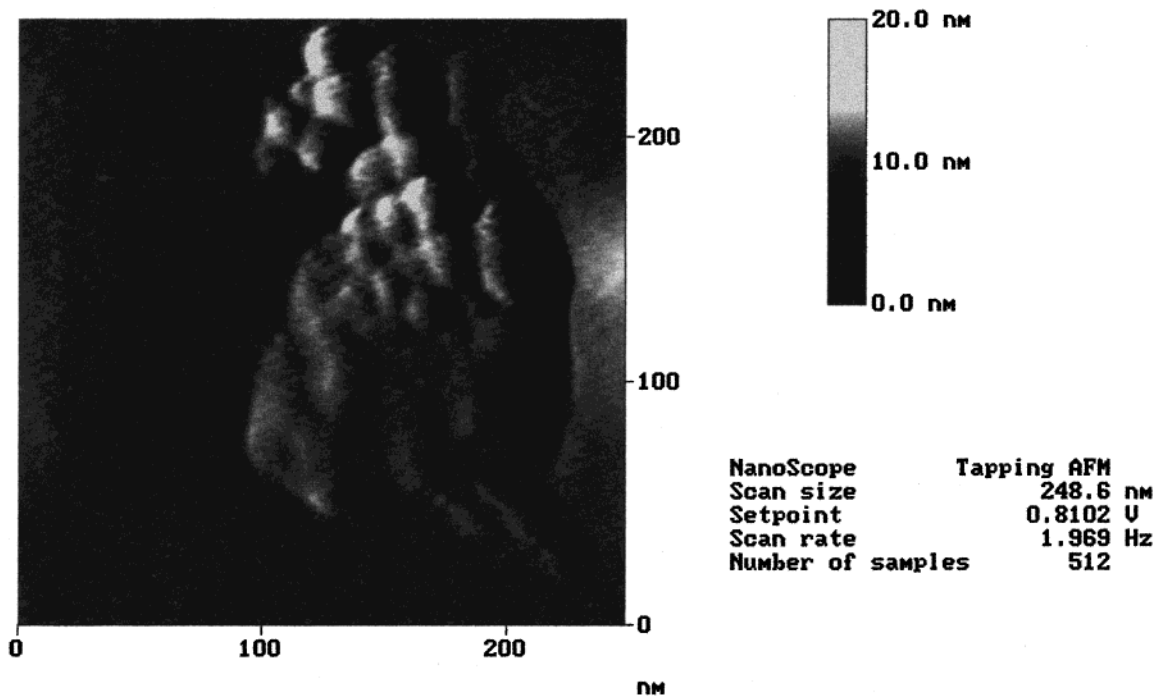 20.0 nm
10.0 nm
0.0 nm
200
100
0
0
100
200
nm
NanoScope Tapping AFM
Scan size 248.6 nm
Setpoint 0.8102 V
Scan rate 1.969 Hz
Number of samples 512